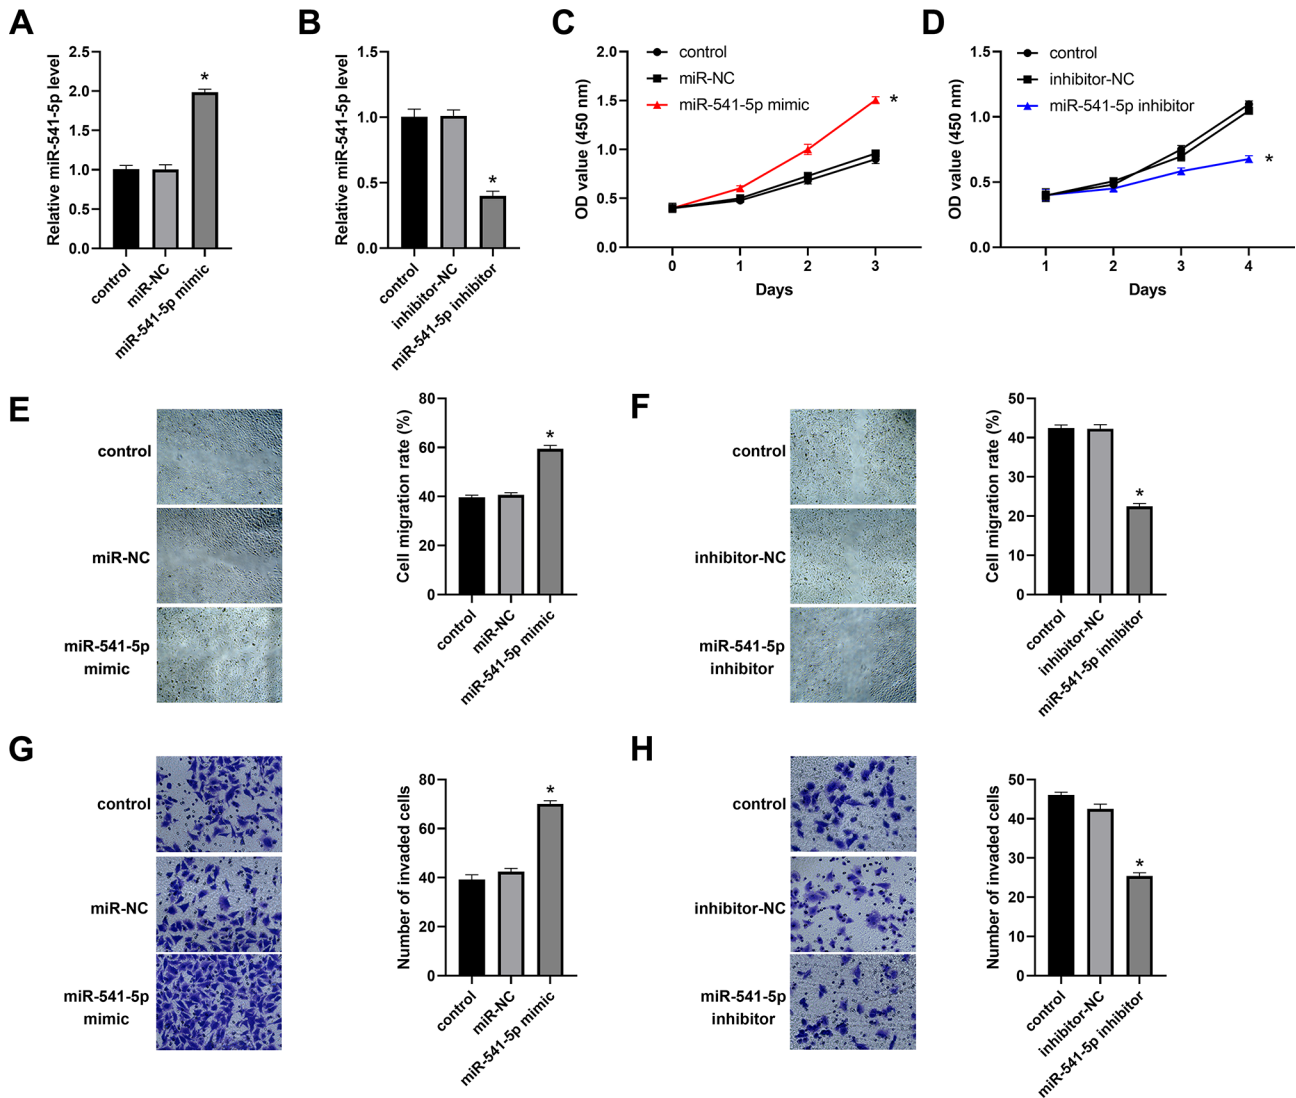 A
Relative miR-541-5p level
2.5
2.0
1.5
1.0
0.5
0.0
*
control
miR-NC
miR-541-5p mimic
B
Relative miR-541-5p level
1.5
1.0
0.5
0.0
*
control
inhibitor-NC
miR-541-5p inhibitor
C
OD value (450 nm)
2.0
1.5
1.0
0.5
0.0
control
miR-NC
miR-541-5p mimic
*
0 1 2 3
Days
D
OD value (450 nm)
1.5
1.0
0.5
0.0
control
inhibitor-NC
miR-541-5p inhibitor
*
1 2 3 4
Days
E
control
miR-NC
miR-541-5p
mimic
Cell migration rate (%)
80
60
40
20
0
*
control
miR-NC
miR-541-5p mimic
F
control
inhibitor-NC
miR-541-5p
inhibitor
Cell migration rate (%)
50
40
30
20
10
0
*
control
inhibitor-NC
miR-541-5p inhibitor
G
control
miR-NC
miR-541-5p
mimic
Number of invaded cells
80
60
40
20
0
*
control
miR-NC
miR-541-5p mimic
H
control
inhibitor-NC
miR-541-5p
inhibitor
Number of invaded cells
50
40
30
20
10
0
*
control
inhibitor-NC
miR-541-5p inhibitor